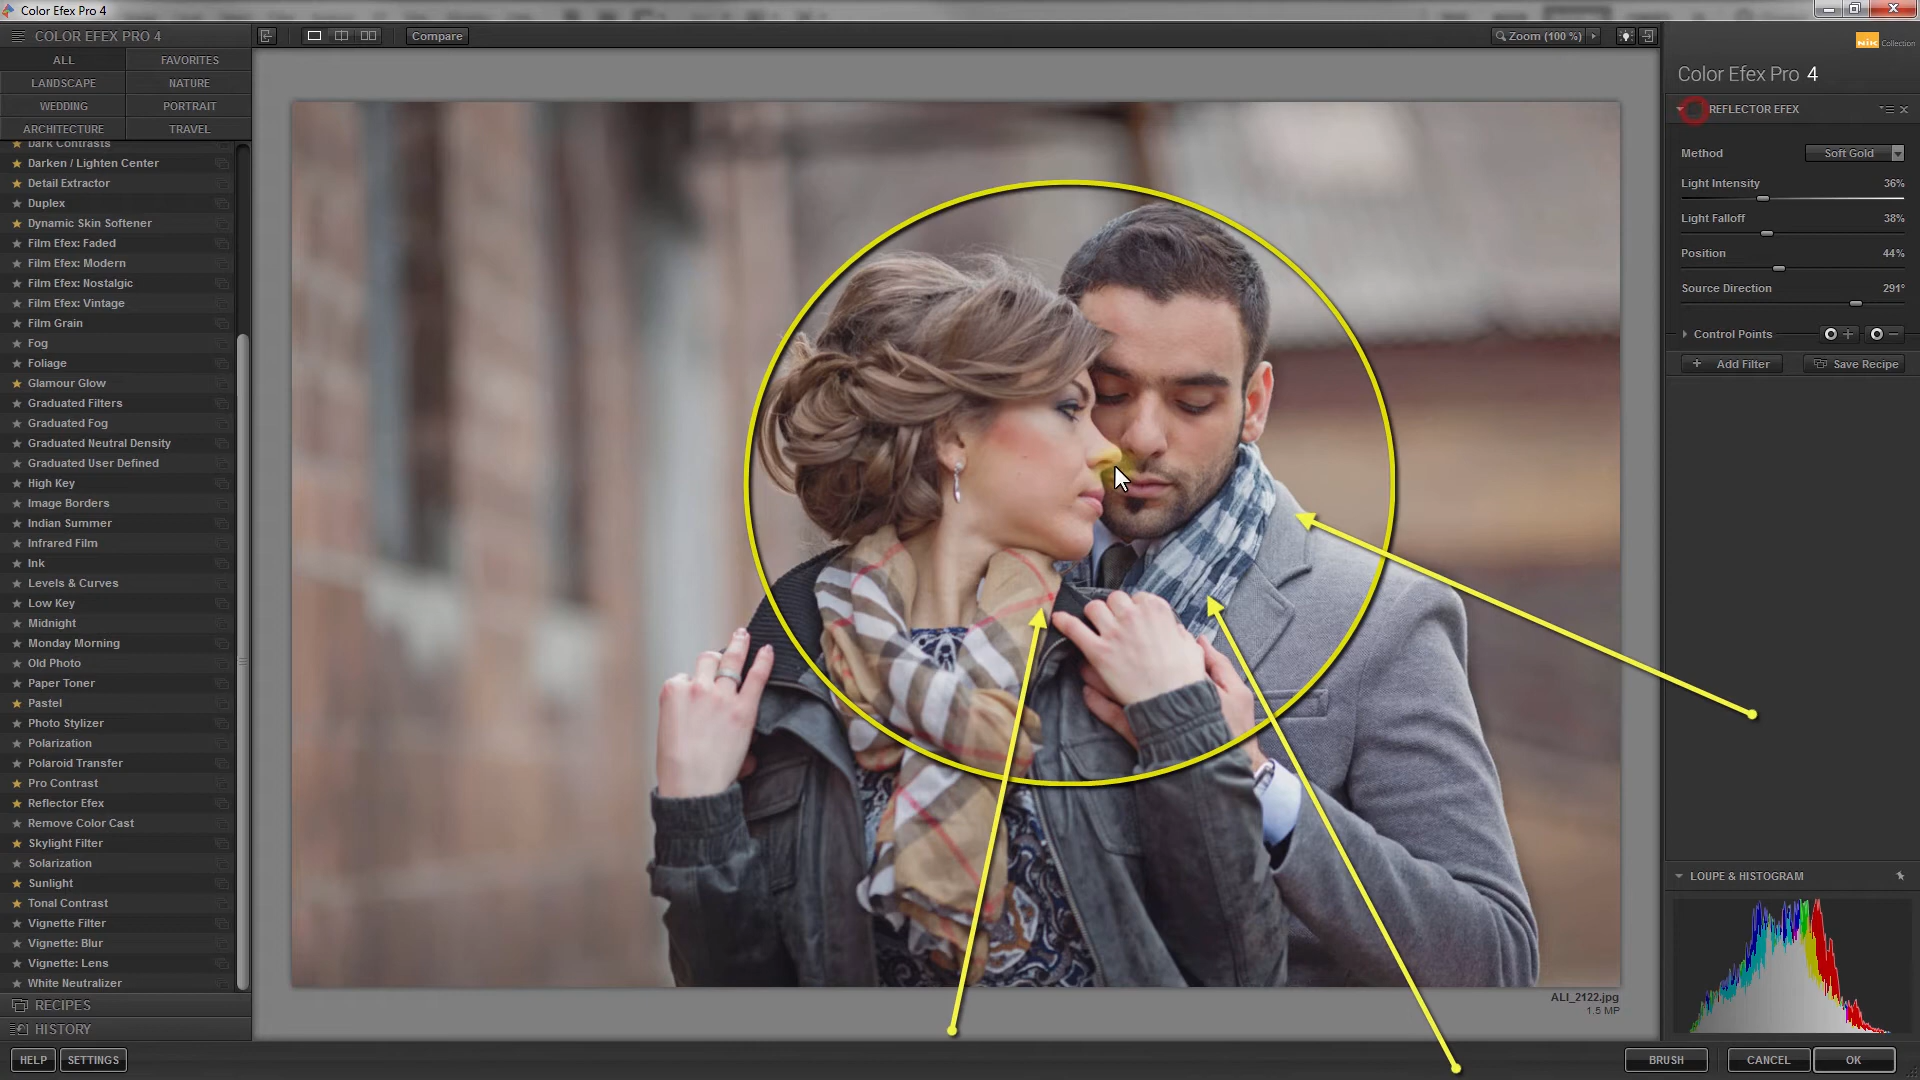 Color Efex Pro 4
COLOR EFEX PRO 4
ALL
FAVORITES
LANDSCAPE
NATURE
WEDDING
PORTRAIT
ARCHITECTURE
TRAVEL
Dark Contrasts
Darken / Lighten Center
Detail Extractor
Duplex
Dynamic Skin Softener
Film Efex: Faded
Film Efex: Modern
Film Efex: Nostalgic
Film Efex: Vintage
Film Grain
Fog
Foliage
Glamour Glow
Graduated Filters
Graduated Fog
Graduated Neutral Density
Graduated User Defined
High Key
Image Borders
Indian Summer
Infrared Film
Ink
Levels & Curves
Low Key
Midnight
Monday Morning
Old Photo
Paper Toner
Pastel
Photo Stylizer
Polarization
Polaroid Transfer
Pro Contrast
Reflector Efex
Remove Color Cast
Skylight Filter
Solarization
Sunlight
Tonal Contrast
Vignette Filter
Vignette: Blur
Vignette: Lens
White Neutralizer
RECIPES
HISTORY
HELP
SETTINGS
Compare
Zoom (100 %)
ALI_2122.jpg
1.5 MP
NIK Collection
Color Efex Pro 4
REFLECTOR EFEX
Method Soft Gold
Light Intensity 36%
Light Falloff 38%
Position 44%
Source Direction 291°
Control Points
Add Filter
Save Recipe
LOUPE & HISTOGRAM
BRUSH
CANCEL
OK